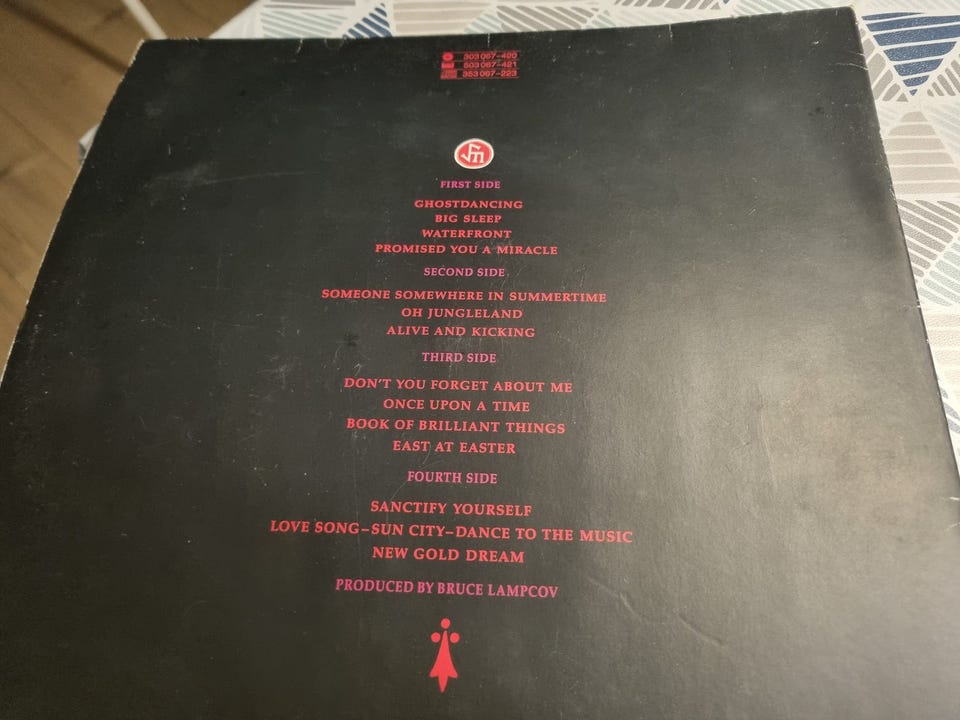 303 067-420
503 067-421
353 067-223
FIRST SIDE
GHOSTDANCING
BIG SLEEP
WATERFRONT
PROMISED YOU A MIRACLE
SECOND SIDE
SOMEONE SOMEWHERE IN SUMMERTIME
OH JUNGLELAND
ALIVE AND KICKING
THIRD SIDE
DON'T YOU FORGET ABOUT ME
ONCE UPON A TIME
BOOK OF BRILLIANT THINGS
EAST AT EASTER
FOURTH SIDE
SANCTIFY YOURSELF
LOVE SONG–SUN CITY–DANCE TO THE MUSIC
NEW GOLD DREAM
PRODUCED BY BRUCE LAMPCOV